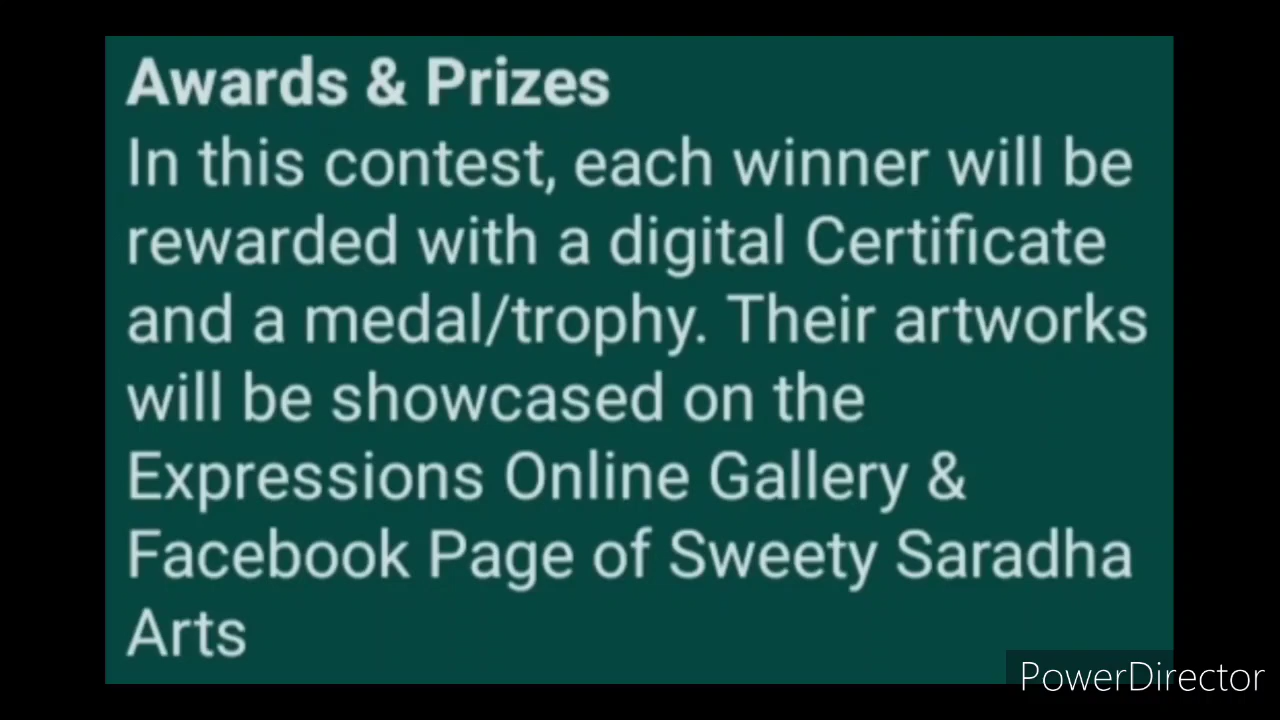 Awards & Prizes
In this contest, each winner will be
rewarded with a digital Certificate
and a medal/trophy. Their artworks
will be showcased on the
Expressions Online Gallery &
Facebook Page of Sweety Saradha
Arts
PowerDirector